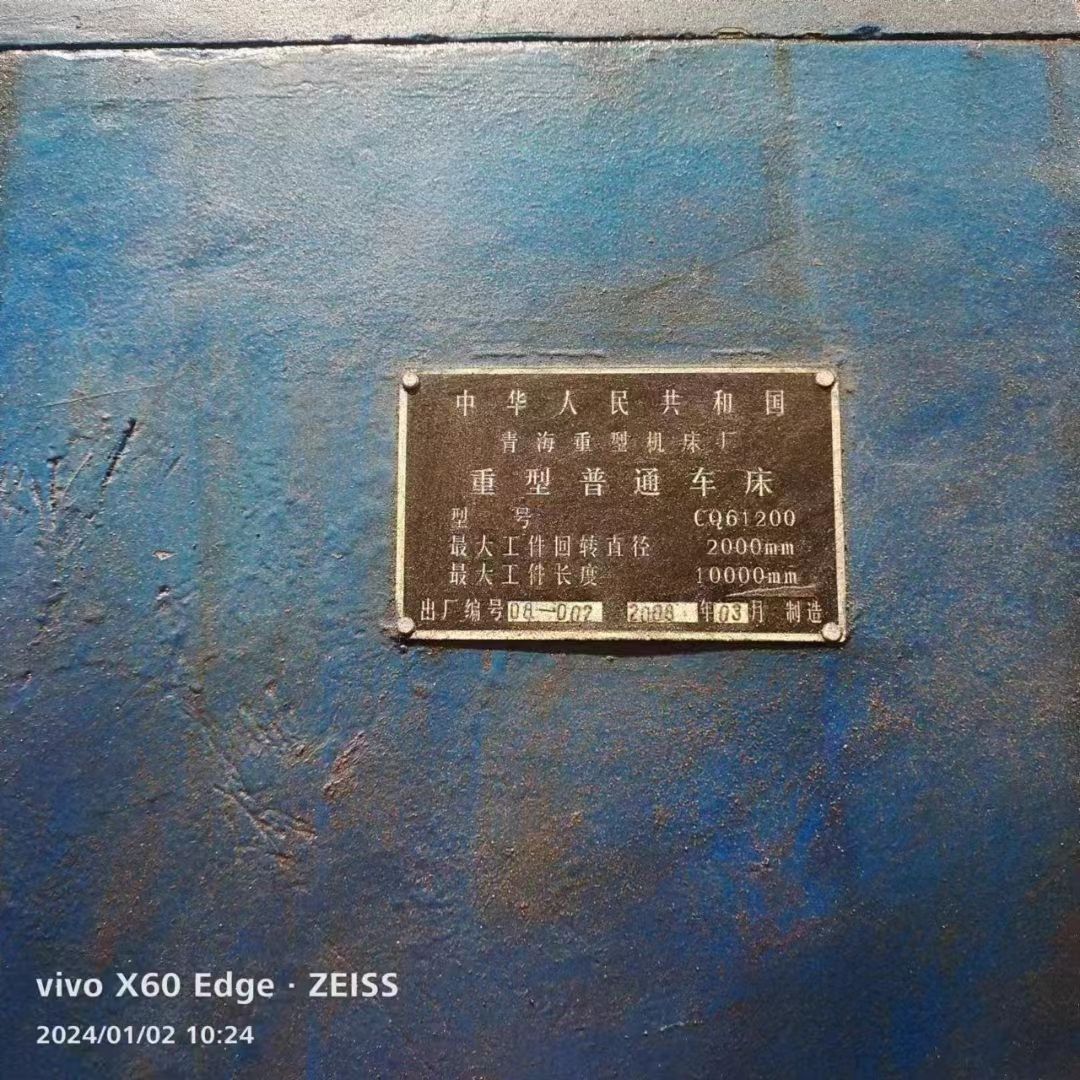 中华人民共和国
青海重型机床厂
重型普通车床
型号 CQ61200
最大工件回转直径 2000mm
最大工件长度 10000mm
出厂编号 08-002 2008 年 03 月 制造
vivo X60 Edge · ZEISS
2024/01/02 10:24